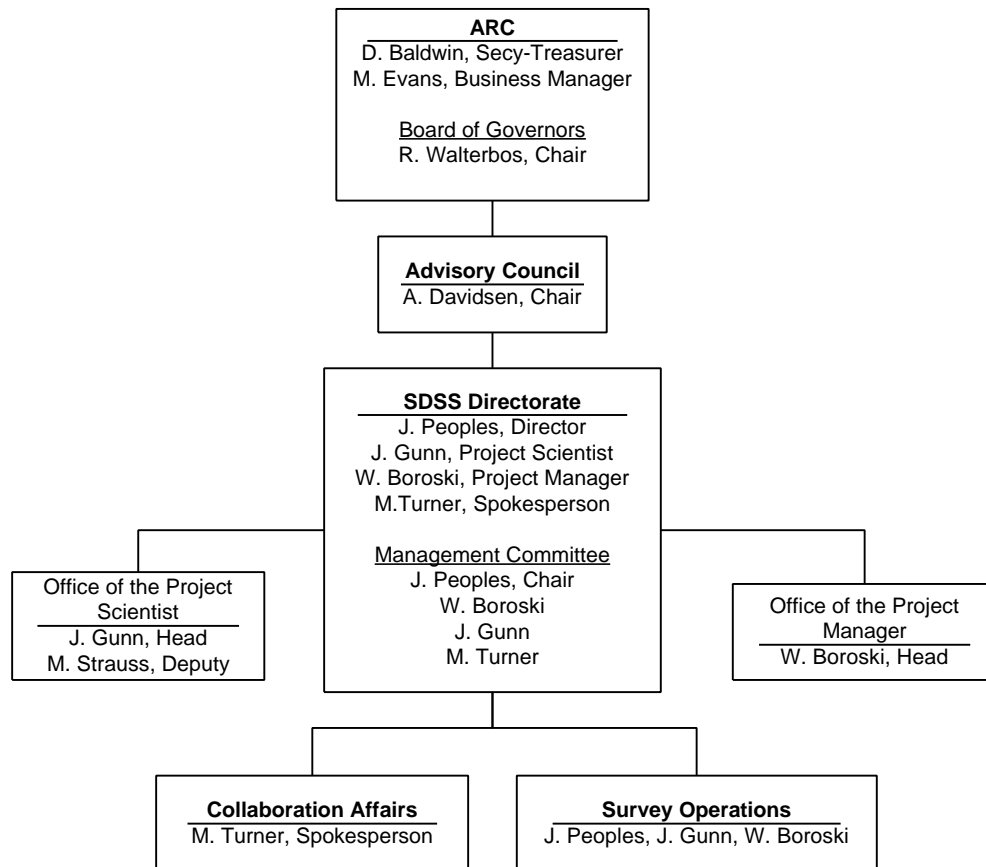 ARC
D. Baldwin, Secy-Treasurer
M. Evans, Business Manager
Board of Governors
R. Walterbos, Chair
Advisory Council
A. Davidsen, Chair
SDSS Directorate
J. Peoples, Director
J. Gunn, Project Scientist
W. Boroski, Project Manager
M.Turner, Spokesperson
Management Committee
J. Peoples, Chair
W. Boroski
J. Gunn
M. Turner
Office of the Project
Scientist
J. Gunn, Head
M. Strauss, Deputy
Office of the Project
Manager
W. Boroski, Head
Collaboration Affairs
M. Turner, Spokesperson
Survey Operations
J. Peoples, J. Gunn, W. Boroski